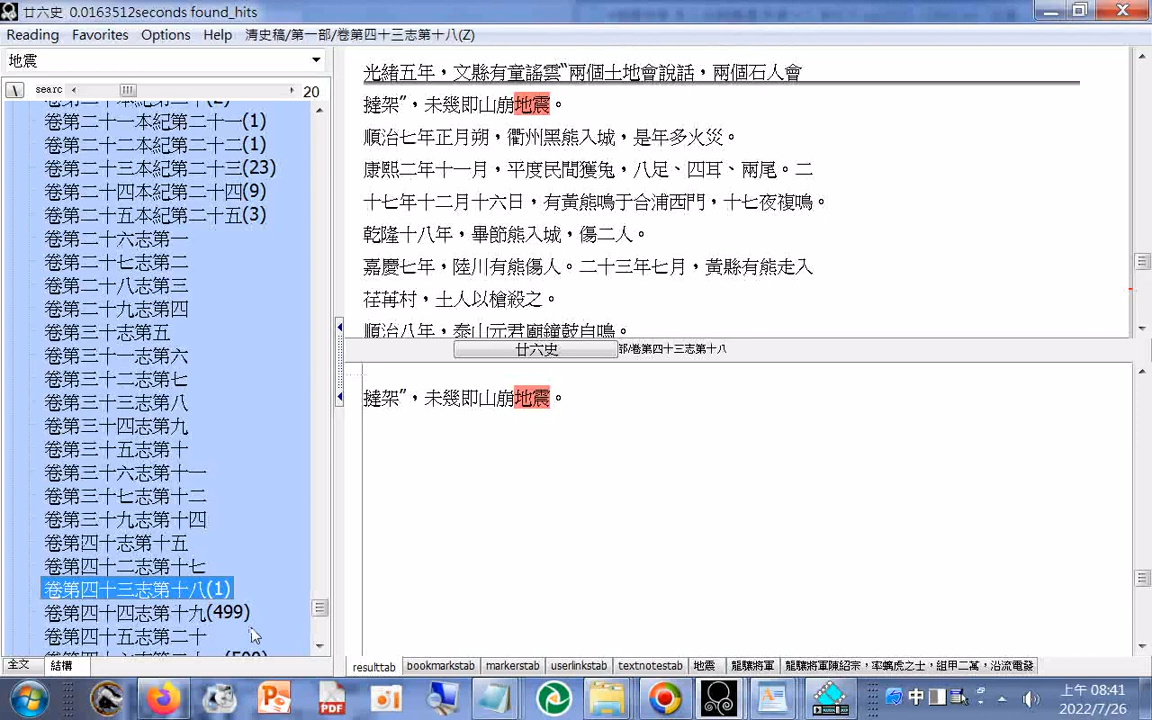 廿六史 0.0163512seconds found_hits
Reading Favorites Options Help 清史稿/第一部/卷第四十三志第十八(Z)
地震
\ searc 20
卷第二十一本紀第二十一(1)
卷第二十二本紀第二十二(1)
卷第二十三本紀第二十三(23)
卷第二十四本紀第二十四(9)
卷第二十五本紀第二十五(3)
卷第二十六志第一
卷第二十七志第二
卷第二十八志第三
卷第二十九志第四
卷第三十志第五
卷第三十一志第六
卷第三十二志第七
卷第三十三志第八
卷第三十四志第九
卷第三十五志第十
卷第三十六志第十一
卷第三十七志第十二
卷第三十九志第十四
卷第四十志第十五
卷第四十二志第十七
卷第四十三志第十八(1)
卷第四十四志第十九(499)
卷第四十五志第二十
全文 結構
光緒五年，文縣有童謠雲“兩個土地會說話，兩個石人會
撻架”，未幾即山崩地震。
順治七年正月朔，衢州黑熊入城，是年多火災。
康熙二年十一月，平度民間獲兔，八足、四耳、兩尾。二
十七年十二月十六日，有黃熊鳴于合浦西門，十七夜複鳴。
乾隆十八年，畢節熊入城，傷二人。
嘉慶七年，陸川有熊傷人。二十三年七月，黃縣有熊走入
荏苒村，土人以槍殺之。
順治八年，泰山元君廟鐘鼓自鳴。
廿六史 部/卷第四十三志第十八
撻架”，未幾即山崩地震。
resulttab bookmarkstab markerstab userlinkstab textnotestab 地震 龍驤將軍 龍驤將軍陳紹宗，率螭虎之士，組甲二萬，沿流電發
中
上午 08:41
2022/7/26